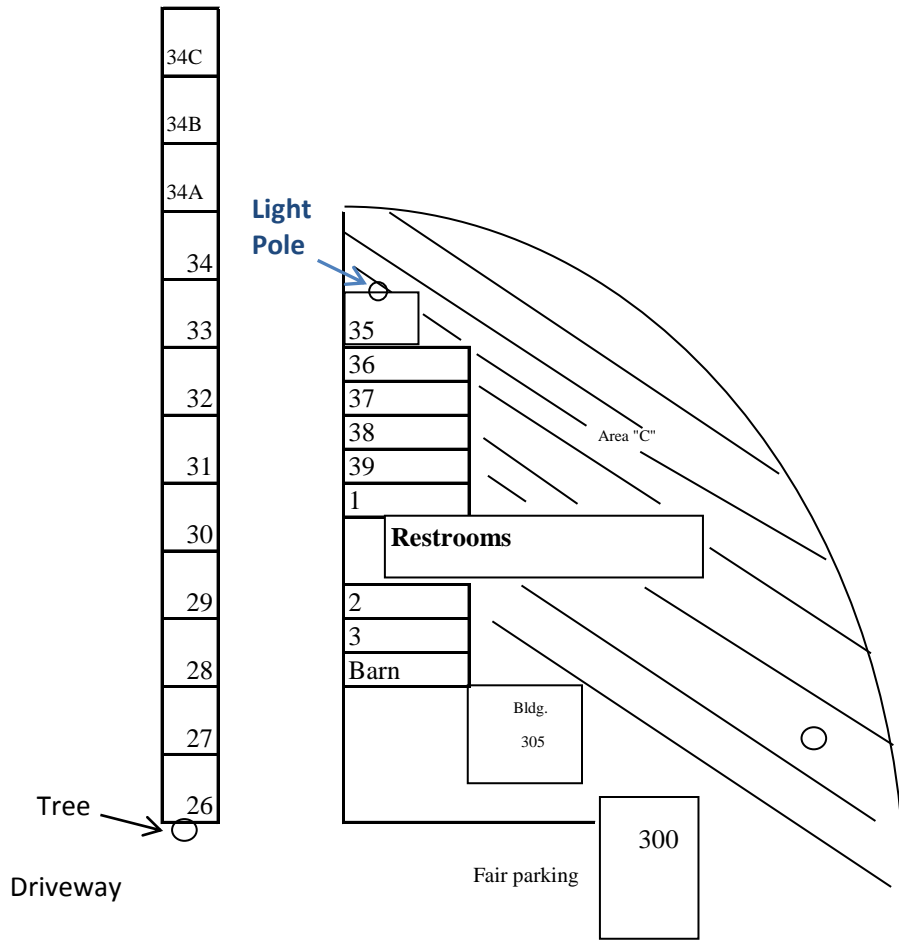 34C
34B
34A
34
33
32
31
30
29
28
27
26
Tree
Driveway
Light
Pole
35
36
37
38
39
1
Restrooms
2
3
Barn
Area "C"
Bldg.
305
300
Fair parking